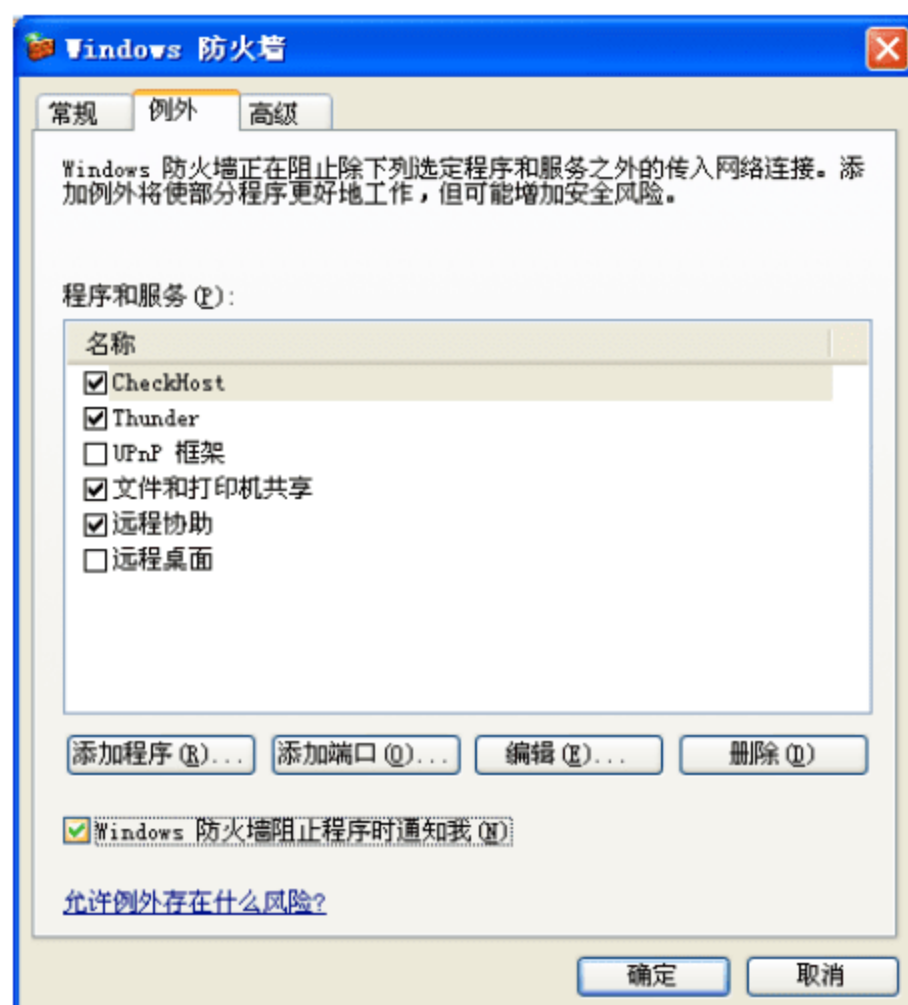 Windows 防火墙
常规 例外 高级
Windows 防火墙正在阻止除下列选定程序和服务之外的传入网络连接。添
加例外将使部分程序更好地工作，但可能增加安全风险。
程序和服务(P):
名称
CheckHost
Thunder
UPnP 框架
文件和打印机共享
远程协助
远程桌面
添加程序(R)... 添加端口(O)... 编辑(E)... 删除(D)
Windows 防火墙阻止程序时通知我(N)
允许例外存在什么风险?
确定 取消